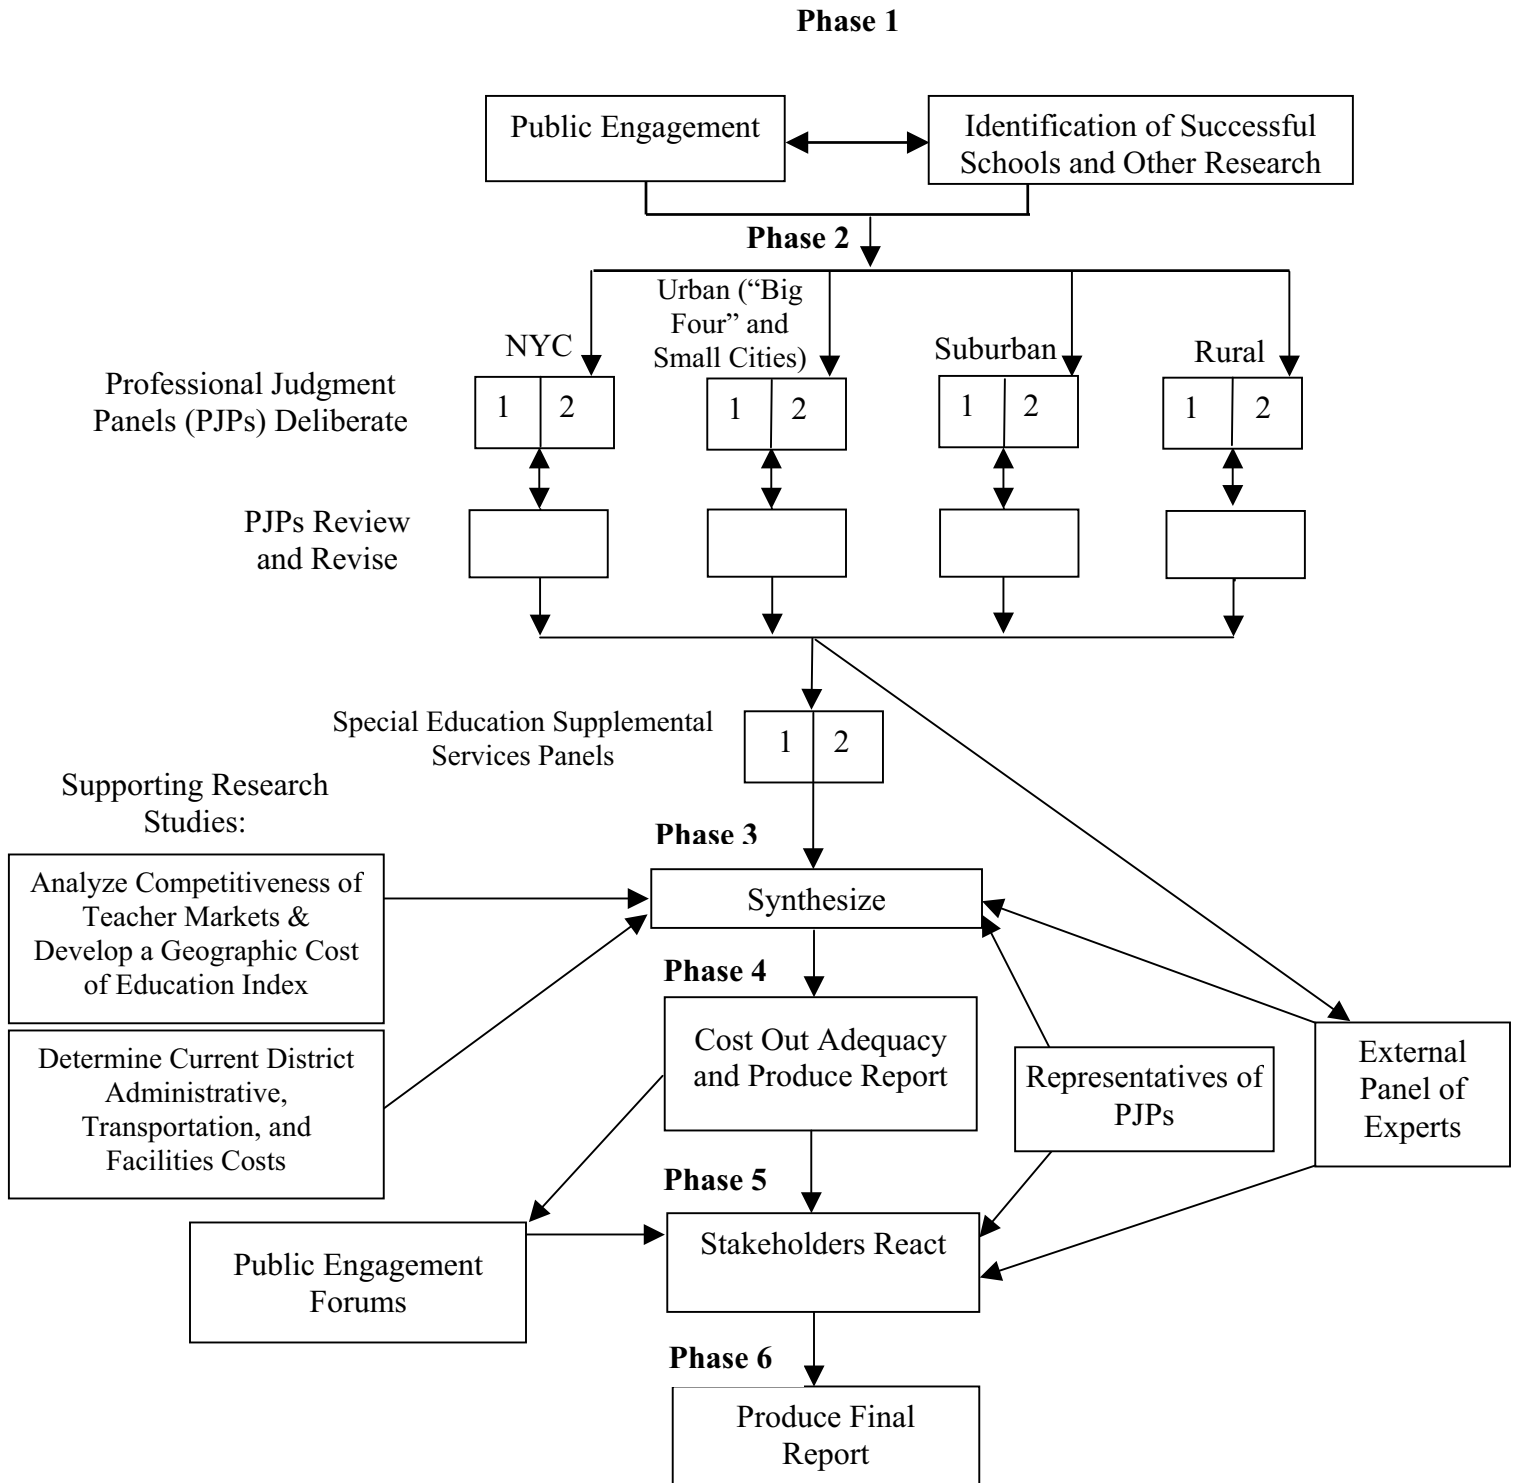 Phase 1
Public Engagement
Identification of Successful
Schools and Other Research
Phase 2
NYC
Urban (“Big
Four” and
Small Cities)
Suburban
Rural
Professional Judgment
Panels (PJPs) Deliberate
1 2
1 2
1 2
1 2
PJPs Review
and Revise
Special Education Supplemental
Services Panels
1 2
Supporting Research
Studies:
Phase 3
Analyze Competitiveness of
Teacher Markets &
Develop a Geographic Cost
of Education Index
Synthesize
Phase 4
Determine Current District
Administrative,
Transportation, and
Facilities Costs
Cost Out Adequacy
and Produce Report
Representatives of
PJPs
External
Panel of
Experts
Phase 5
Public Engagement
Forums
Stakeholders React
Phase 6
Produce Final
Report